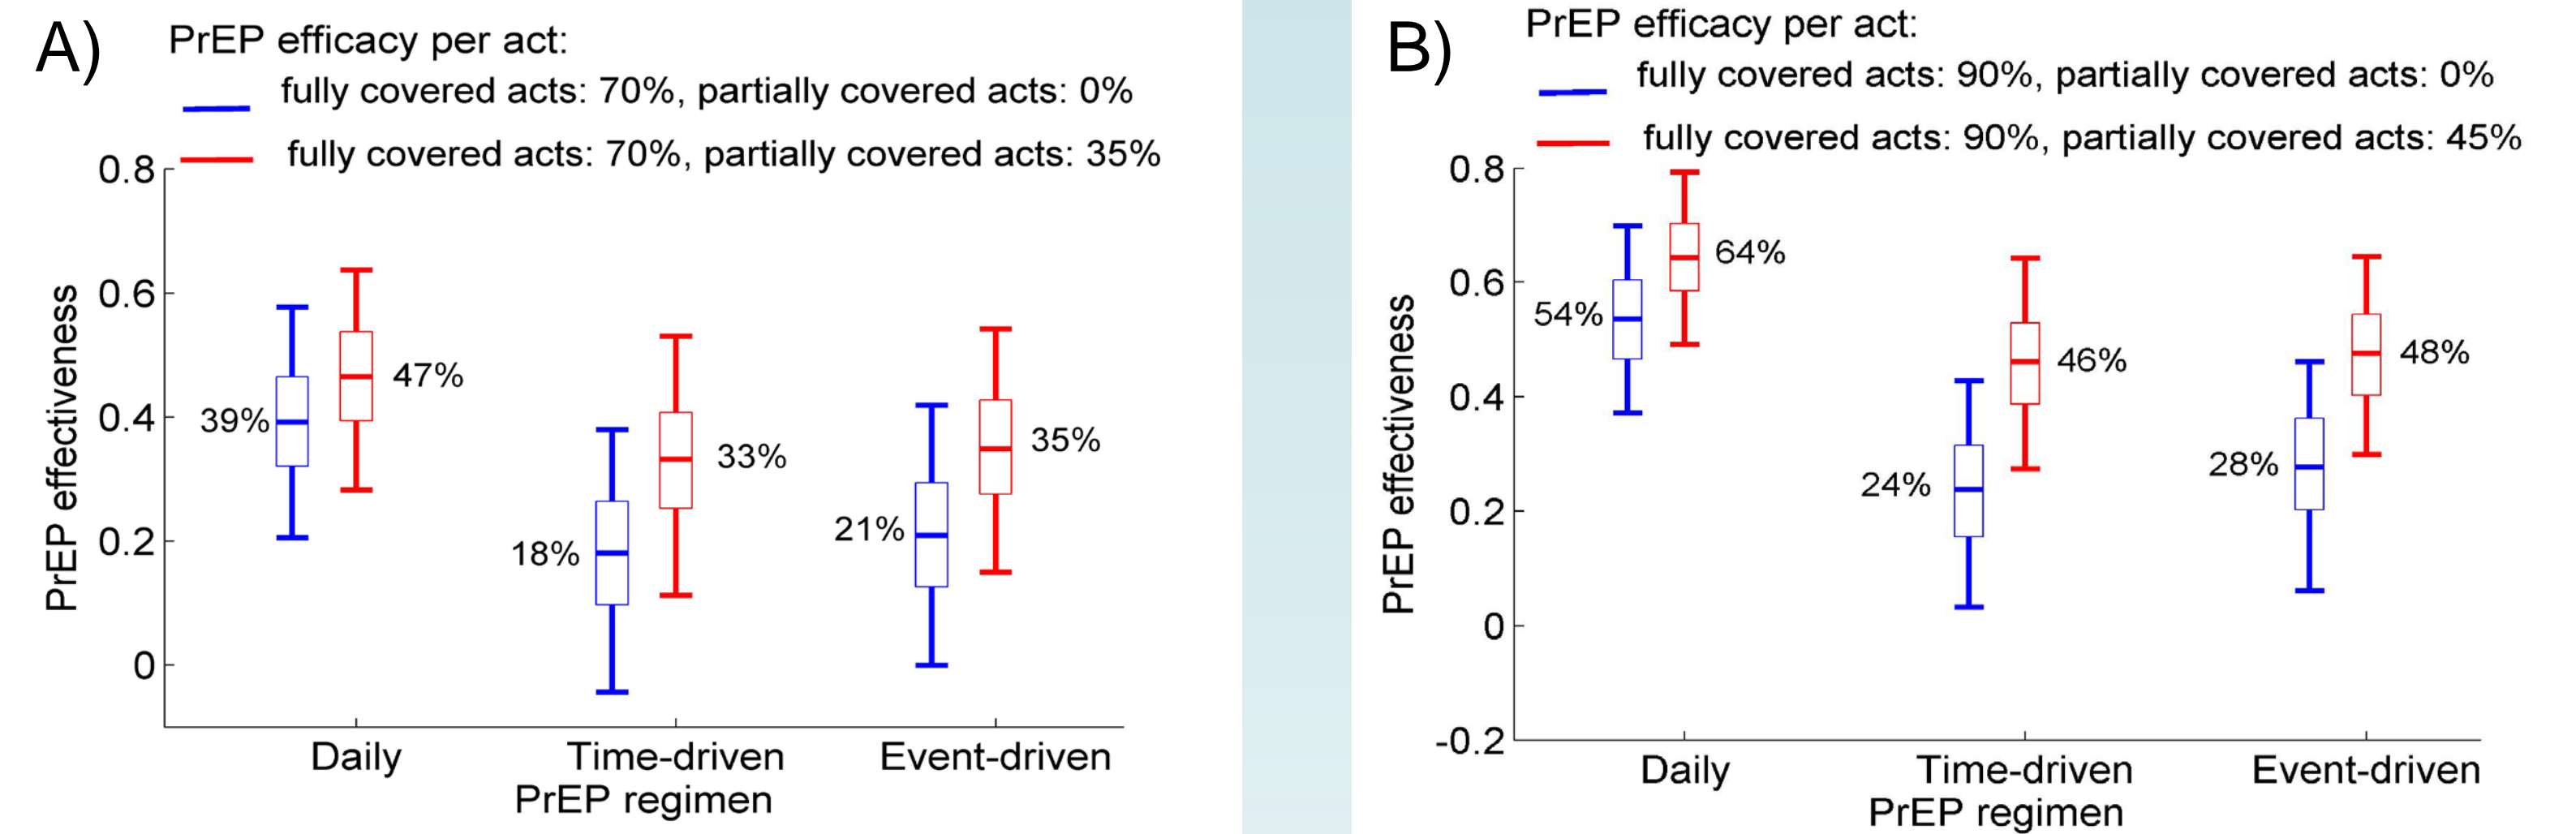 A)
PrEP efficacy per act:
fully covered acts: 70%, partially covered acts: 0%
fully covered acts: 70%, partially covered acts: 35%
PrEP effectiveness
0.8
0.6
0.4
0.2
0
39%
47%
18%
33%
21%
35%
Daily
Time-driven
Event-driven
PrEP regimen
B)
PrEP efficacy per act:
fully covered acts: 90%, partially covered acts: 0%
fully covered acts: 90%, partially covered acts: 45%
PrEP effectiveness
0.8
0.6
0.4
0.2
0
-0.2
54%
64%
24%
46%
28%
48%
Daily
Time-driven
Event-driven
PrEP regimen